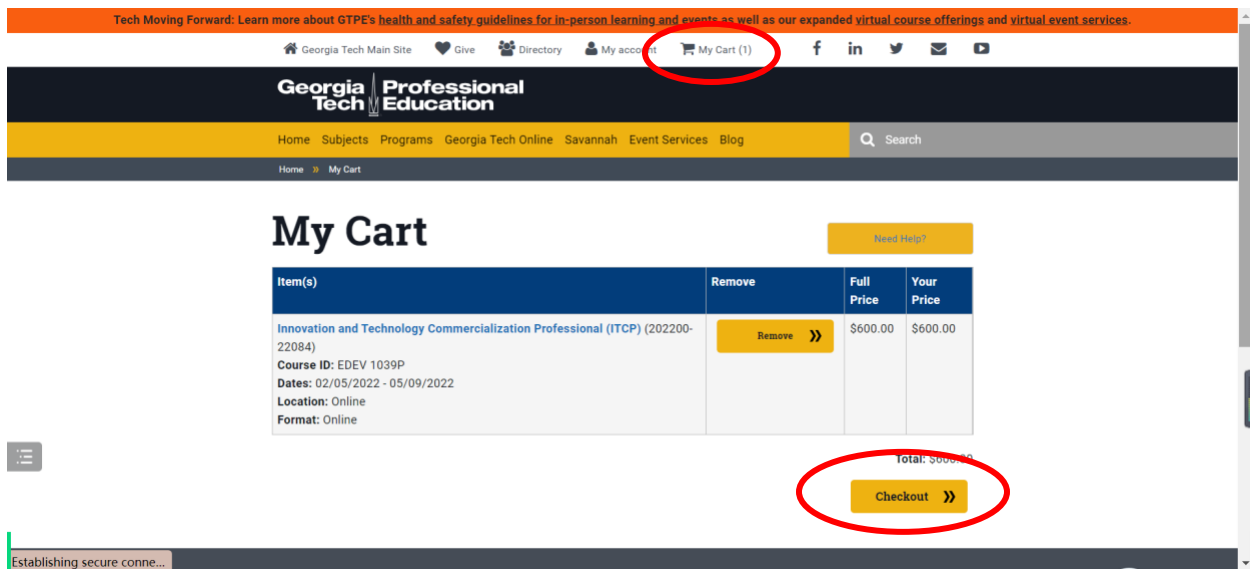 Tech Moving Forward: Learn more about GTPE's health and safety guidelines for in-person learning and events as well as our expanded virtual course offerings and virtual event services.
Georgia Tech Main Site Give Directory My account My Cart (1)
Georgia Professional
Tech Education
Home Subjects Programs Georgia Tech Online Savannah Event Services Blog Search
Home » My Cart
My Cart
Need Help?
Item(s) Remove Full Your
Price Price
Innovation and Technology Commercialization Professional (ITCP) (202200- Remove » $600.00 $600.00
22084)
Course ID: EDEV 1039P
Dates: 02/05/2022 - 05/09/2022
Location: Online
Format: Online
Total: $600.00
Checkout »
Establishing secure conne...